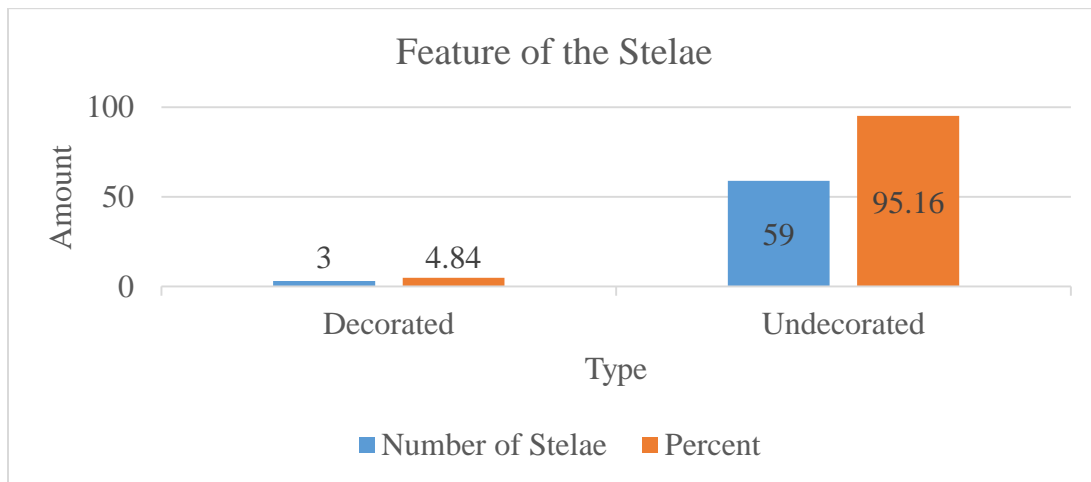 Feature of the Stelae
Amount
100
50
0
3
4.84
59
95.16
Decorated
Undecorated
Type
Number of Stelae
Percent